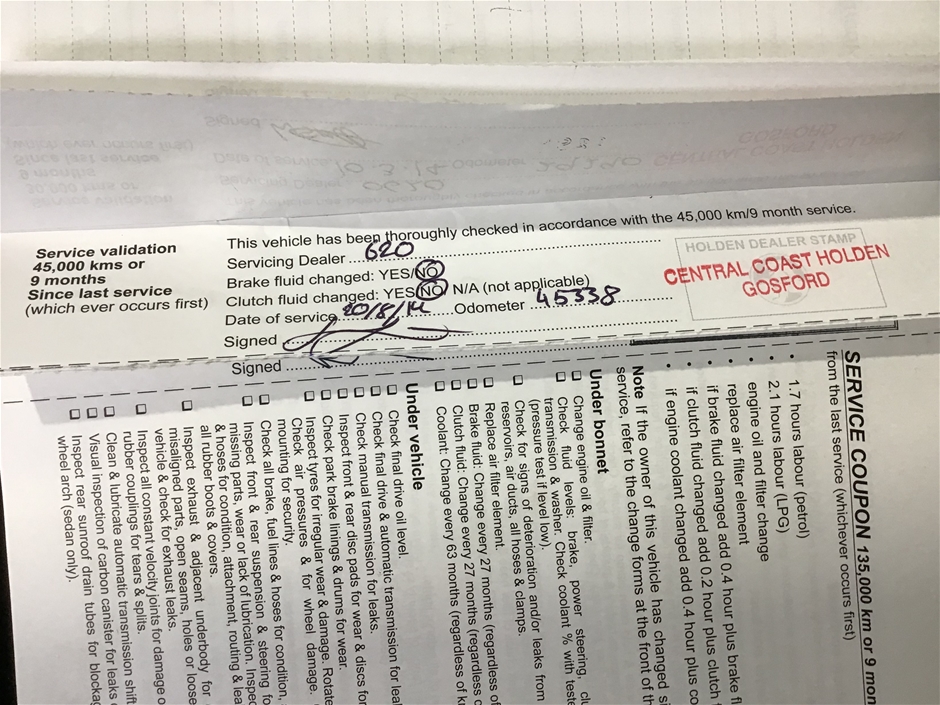 Service validation
45,000 kms or
9 months
Since last service
(which ever occurs first)
This vehicle has been thoroughly checked in accordance with the 45,000 km/9 month service.
Servicing Dealer 620
Brake fluid changed: YES/NO
Clutch fluid changed: YES/NO/ N/A (not applicable)
Date of service 20/8/14 Odometer 45338
Signed
HOLDEN DEALER STAMP
CENTRAL COAST HOLDEN
GOSFORD
Signed
SERVICE COUPON 135,000 km or 9 mon
from the last service (whichever occurs first)
• 1.7 hours labour (petrol)
• 2.1 hours labour (LPG)
• engine oil and filter change
• replace air filter element
• if brake fluid changed add 0.4 hour plus brake fl
• if clutch fluid changed add 0.2 hour plus clutch
• if engine coolant changed add 0.4 hour plus co
Note If the owner of this vehicle has changed si
service, refer to the change forms at the front of th
Under bonnet
Change engine oil & filter.
Check fluid levels: brake, power steering, clu
transmission & washer. Check coolant % with teste
(pressure test if level low).
Check for signs of deterioration and/or leaks from
reservoirs, air ducts, all hoses & clamps.
Replace air filter element
Brake fluid: Change every 27 months (regardless of
Clutch fluid: Change every 27 months (regardless o
Coolant: Change every 63 months (regardless of k
Under vehicle
Check final drive oil level.
Check final drive & automatic transmission for leak
Check manual transmission for leaks.
Inspect front & rear disc pads for wear & discs for
Check park brake linings & drums for wear.
Inspect tyres for irregular wear & damage. Rotate
Check air pressures & for wheel damage.
mounting for security.
Check all brake, fuel lines & hoses for condition,
Inspect front & rear suspension & steering fo
missing parts, wear or lack of lubrication. Inspec
& hoses for condition, attachment, routing & lea
all rubber boots & covers.
Inspect exhaust & adjacent underbody for
misaligned parts, open seams, holes or loose
vehicle & check for exhaust leaks.
Inspect all constant velocity joints for damage o
rubber couplings for tears & splits.
Clean & lubricate automatic transmission shift
Visual inspection of carbon canister for leaks
Inspect rear sunroof drain tubes for blocka
wheel arch (sedan only).